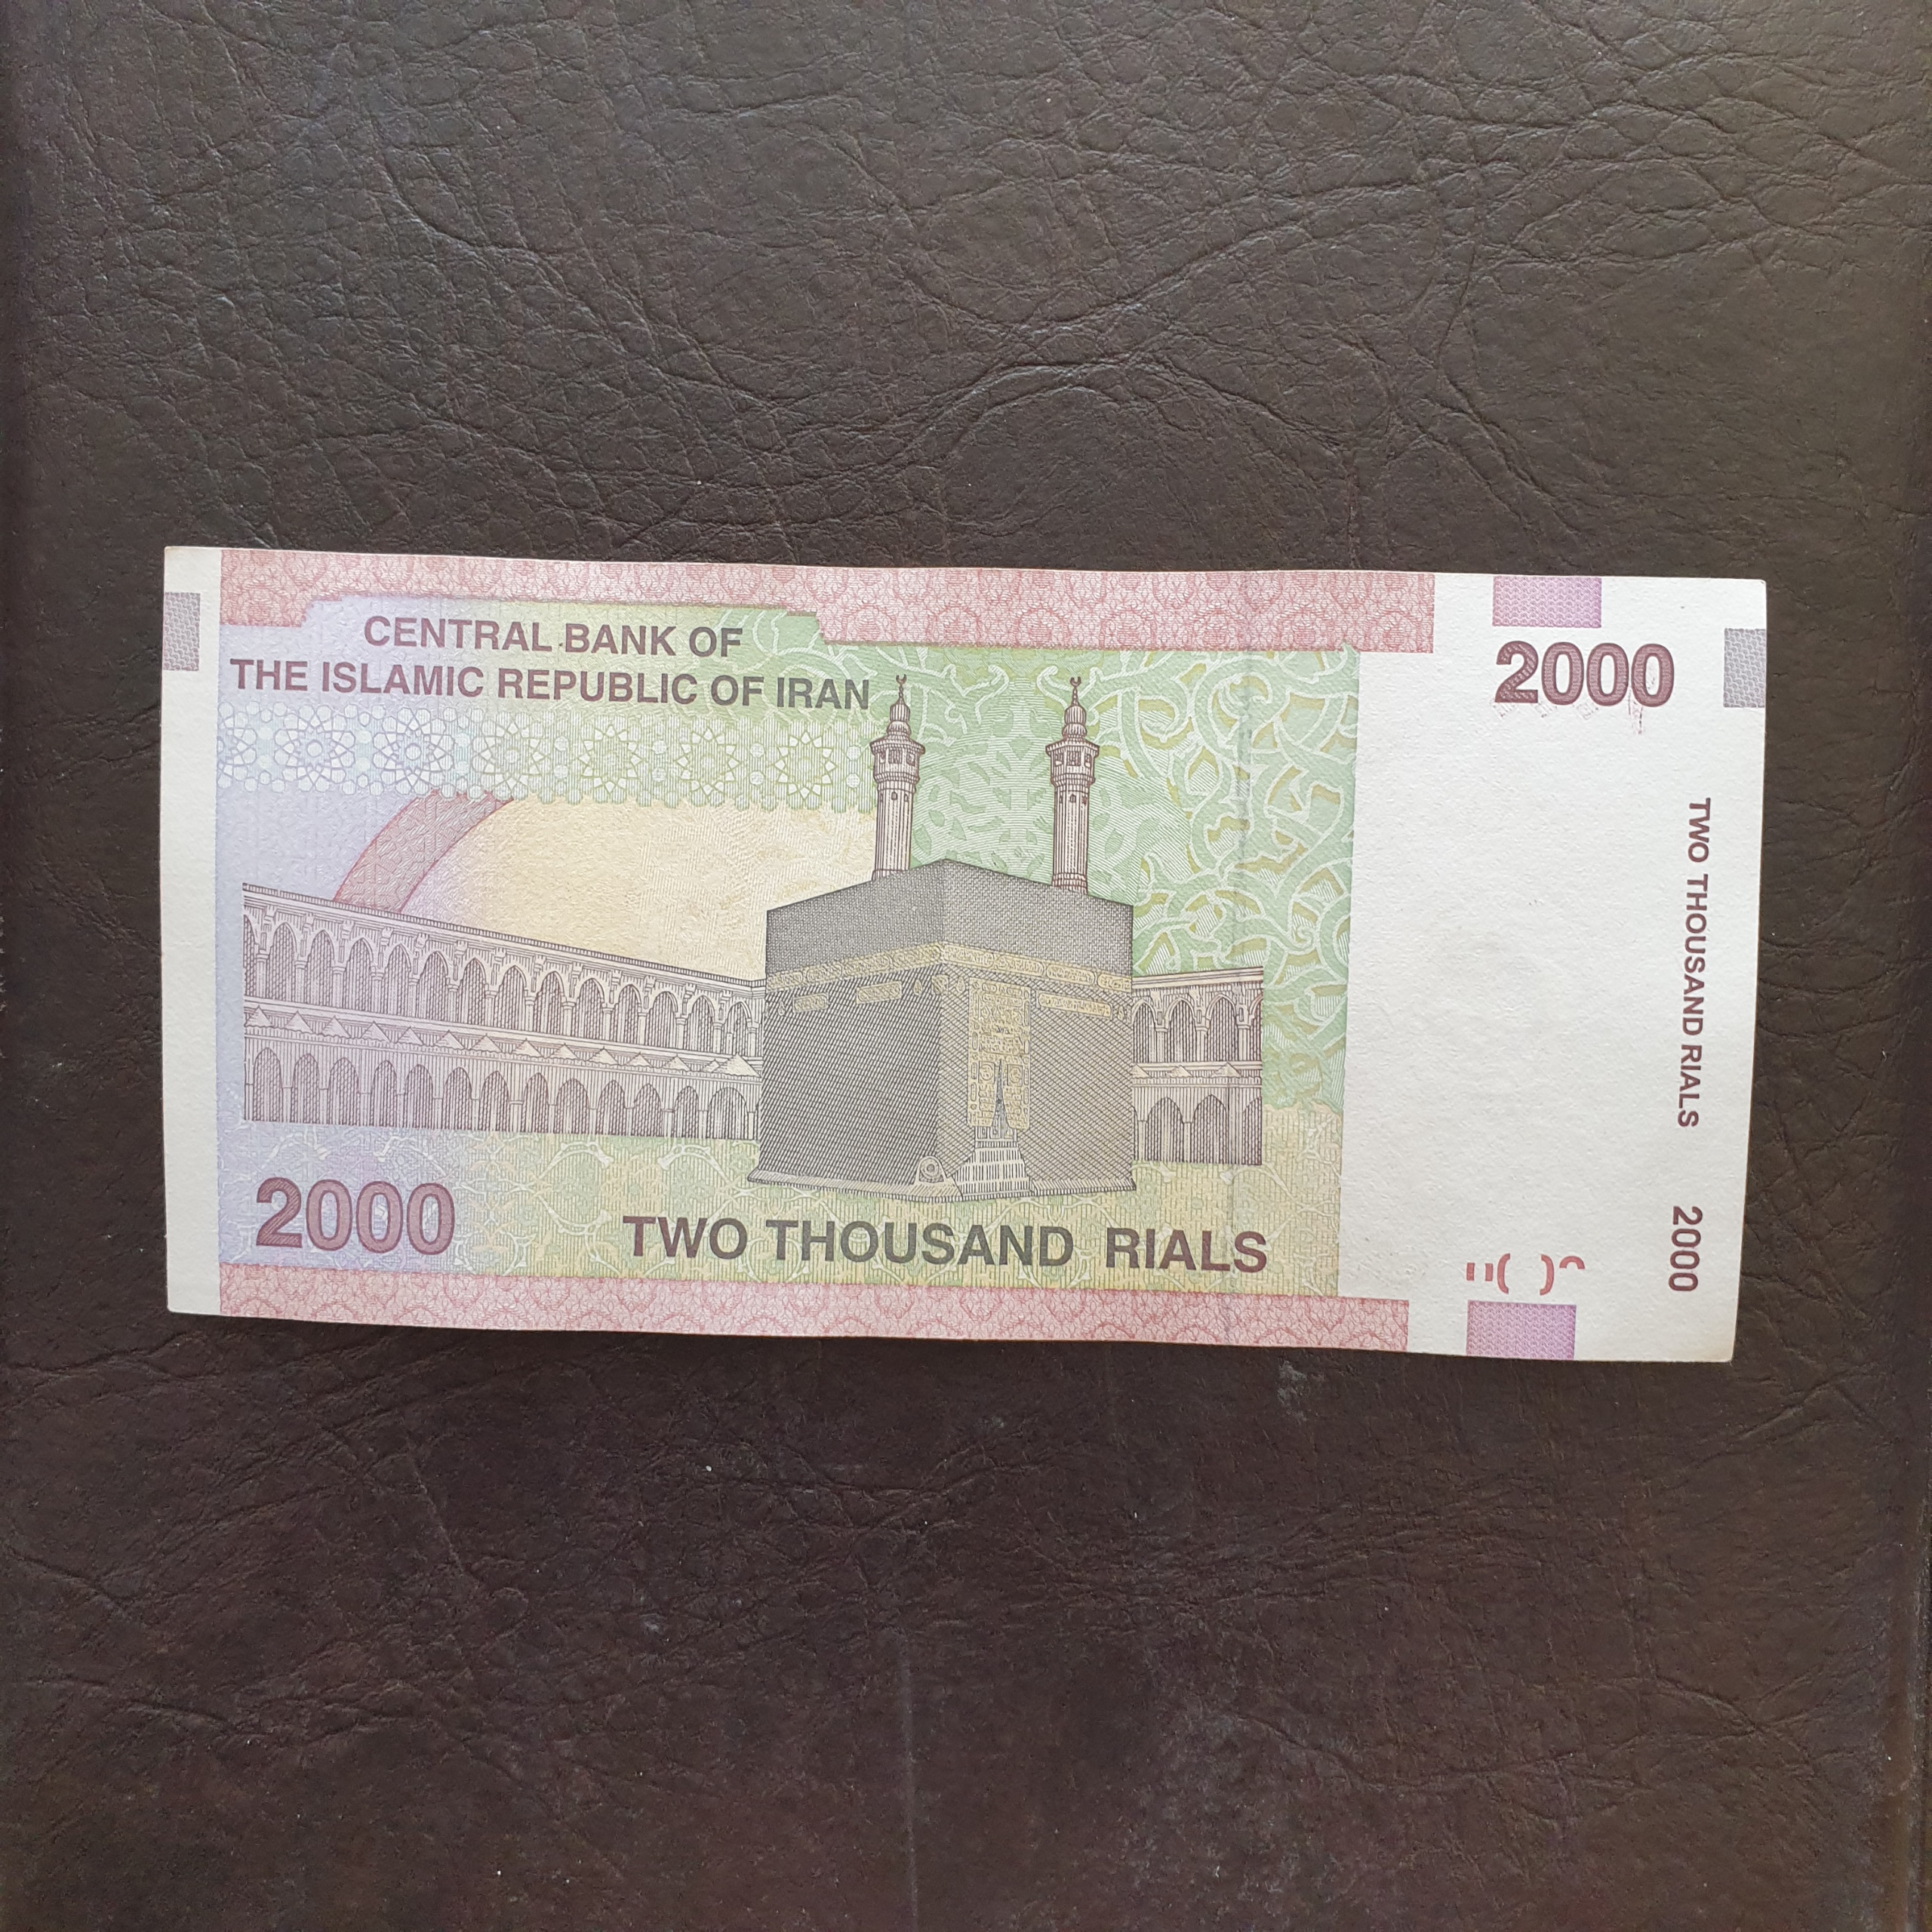 CENTRAL BANK OF
THE ISLAMIC REPUBLIC OF IRAN
2000
TWO THOUSAND RIALS 2000
2000
TWO THOUSAND RIALS